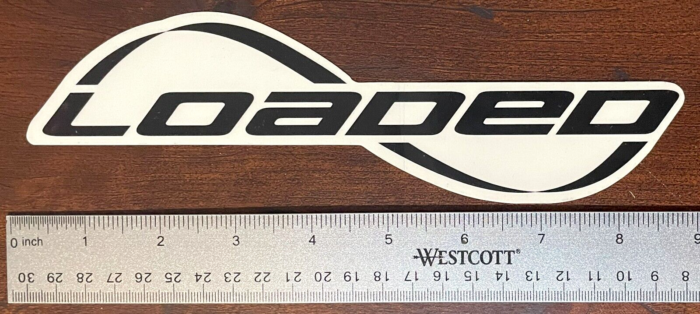 LOADED
0 inch 1 2 3 4 5 6 7 8 9
WESTCOTT®
30 29 28 27 26 25 24 23 22 21 20 19 18 17 16 15 14 13 12 11 10 9 8